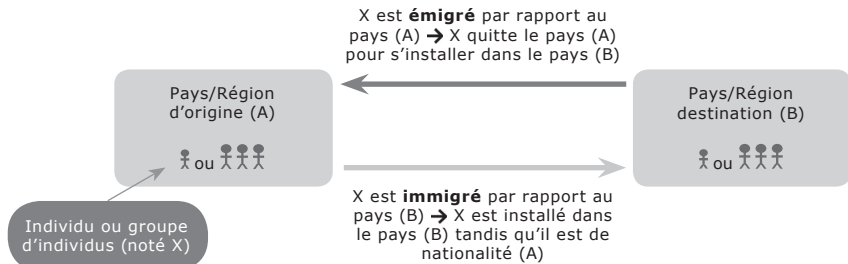 X est émigré par rapport au
pays (A) → X quitte le pays (A)
pour s’installer dans le pays (B)
Pays/Région
d’origine (A)
ou
Pays/Région
destination (B)
ou
X est immigré par rapport au
pays (B) → X est installé dans
le pays (B) tandis qu’il est de
nationalité (A)
Individu ou groupe
d’individus (noté X)